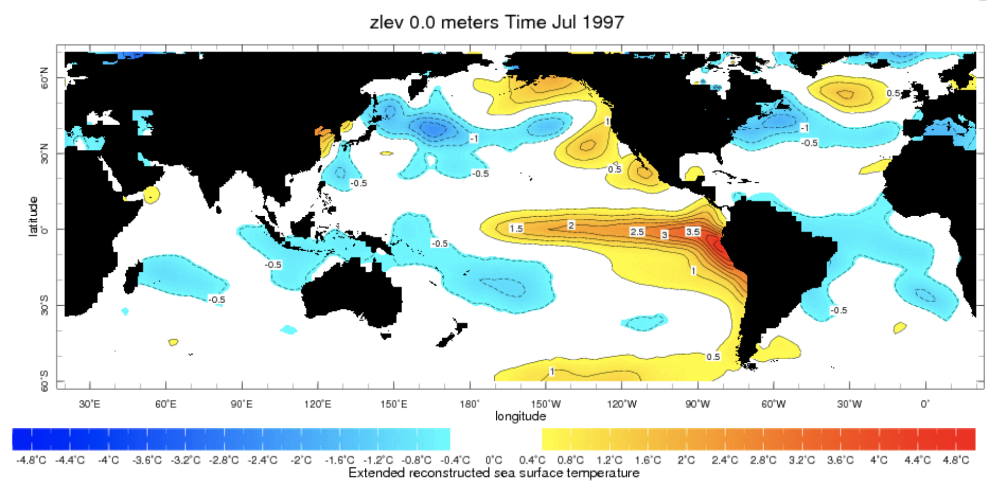 zlev 0.0 meters Time Jul 1997
60°N
30°N
0°
30°S
60°S
latitude
0.5
1
-1
-1
-0.5
0.5
-0.5
-0.5
1.5
2
2.5
3
3.5
-0.5
-0.5
1
-0.5
-0.5
0.5
1
30°E
60°E
90°E
120°E
150°E
180°
150°W
120°W
90°W
60°W
30°W
0°
longitude
-4.8°C -4.4°C -4°C -3.6°C -3.2°C -2.8°C -2.4°C -2°C -1.6°C -1.2°C -0.8°C -0.4°C 0°C 0.4°C 0.8°C 1.2°C 1.6°C 2°C 2.4°C 2.8°C 3.2°C 3.6°C 4°C 4.4°C 4.8°C
Extended reconstructed sea surface temperature